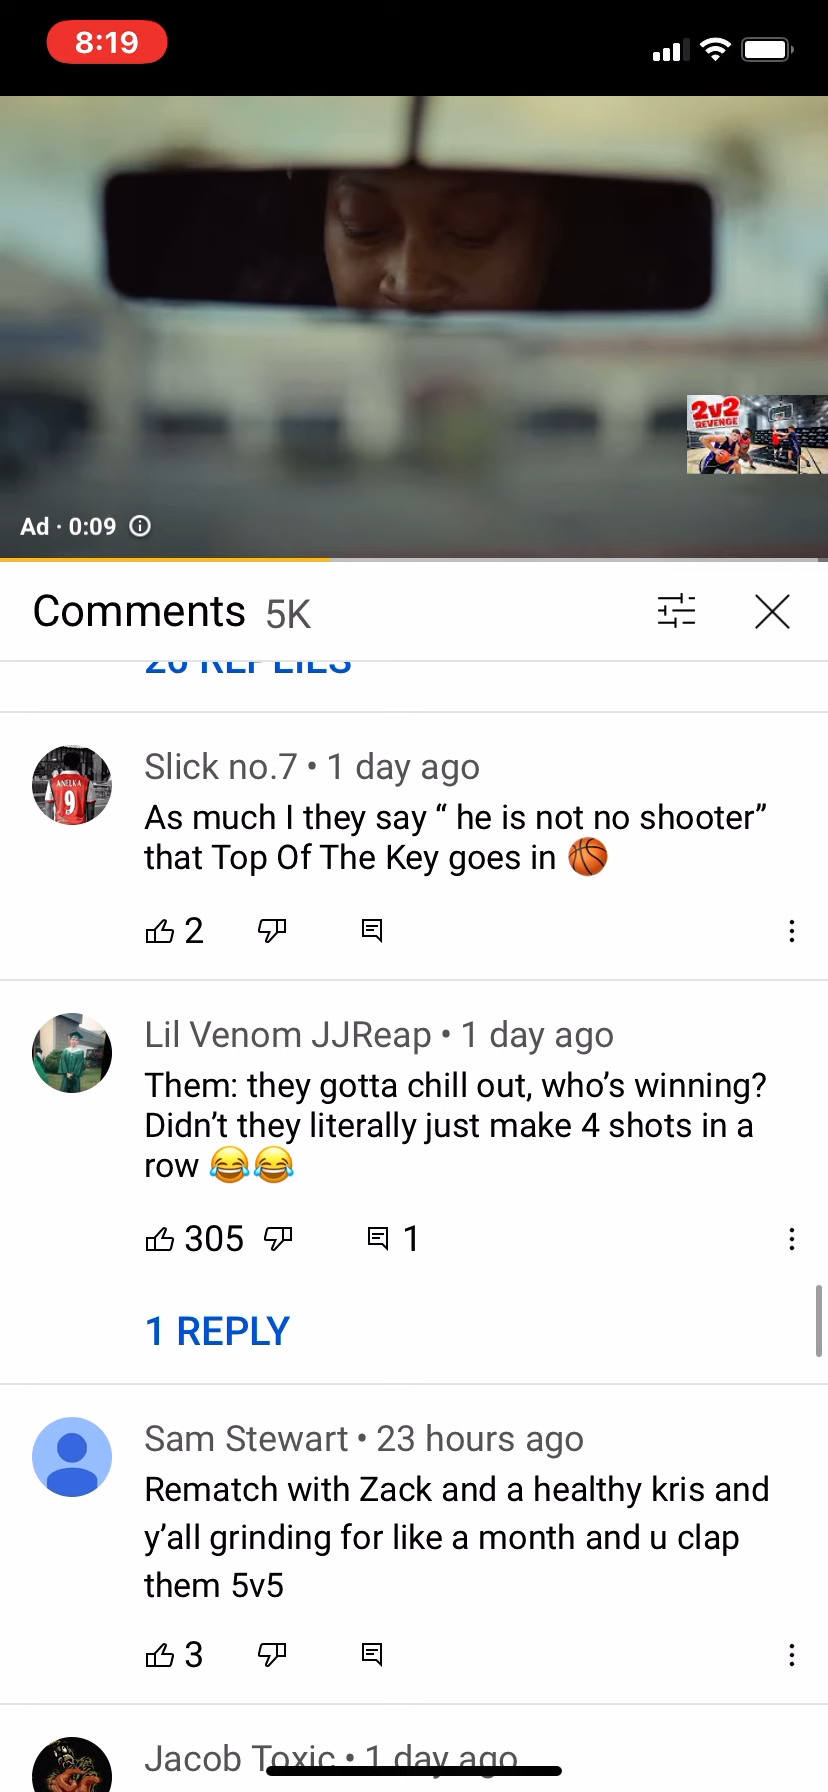 8:19
2v2
REVENGE
Ad · 0:09
Comments 5K
20 REPLIES
ANELKA
9
Slick no.7 • 1 day ago
As much I they say “ he is not no shooter”
that Top Of The Key goes in 🏀
2
Lil Venom JJReap • 1 day ago
Them: they gotta chill out, who’s winning?
Didn’t they literally just make 4 shots in a
row 😂😂
305 1
1 REPLY
Sam Stewart • 23 hours ago
Rematch with Zack and a healthy kris and
y’all grinding for like a month and u clap
them 5v5
3
Jacob Toxic • 1 day ago